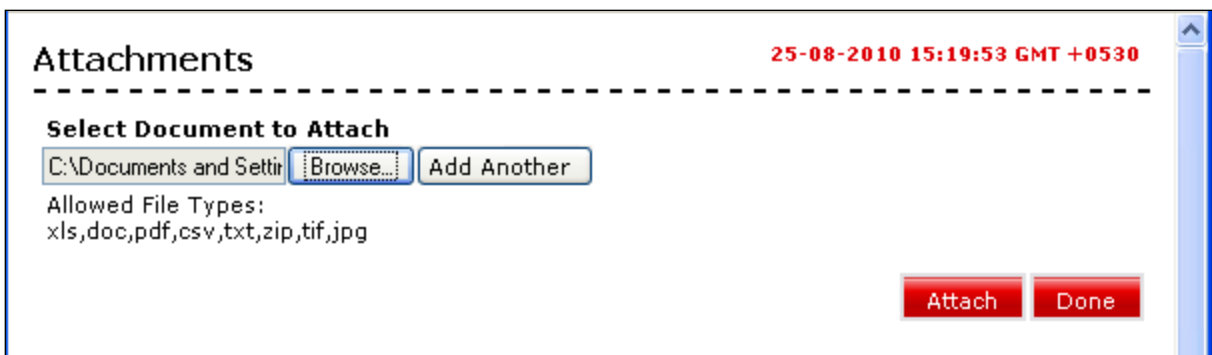 Attachments
25-08-2010 15:19:53 GMT +0530
Select Document to Attach
C:\Documents and Settin Browse... Add Another
Allowed File Types:
xls,doc,pdf,csv,txt,zip,tif,jpg
Attach Done